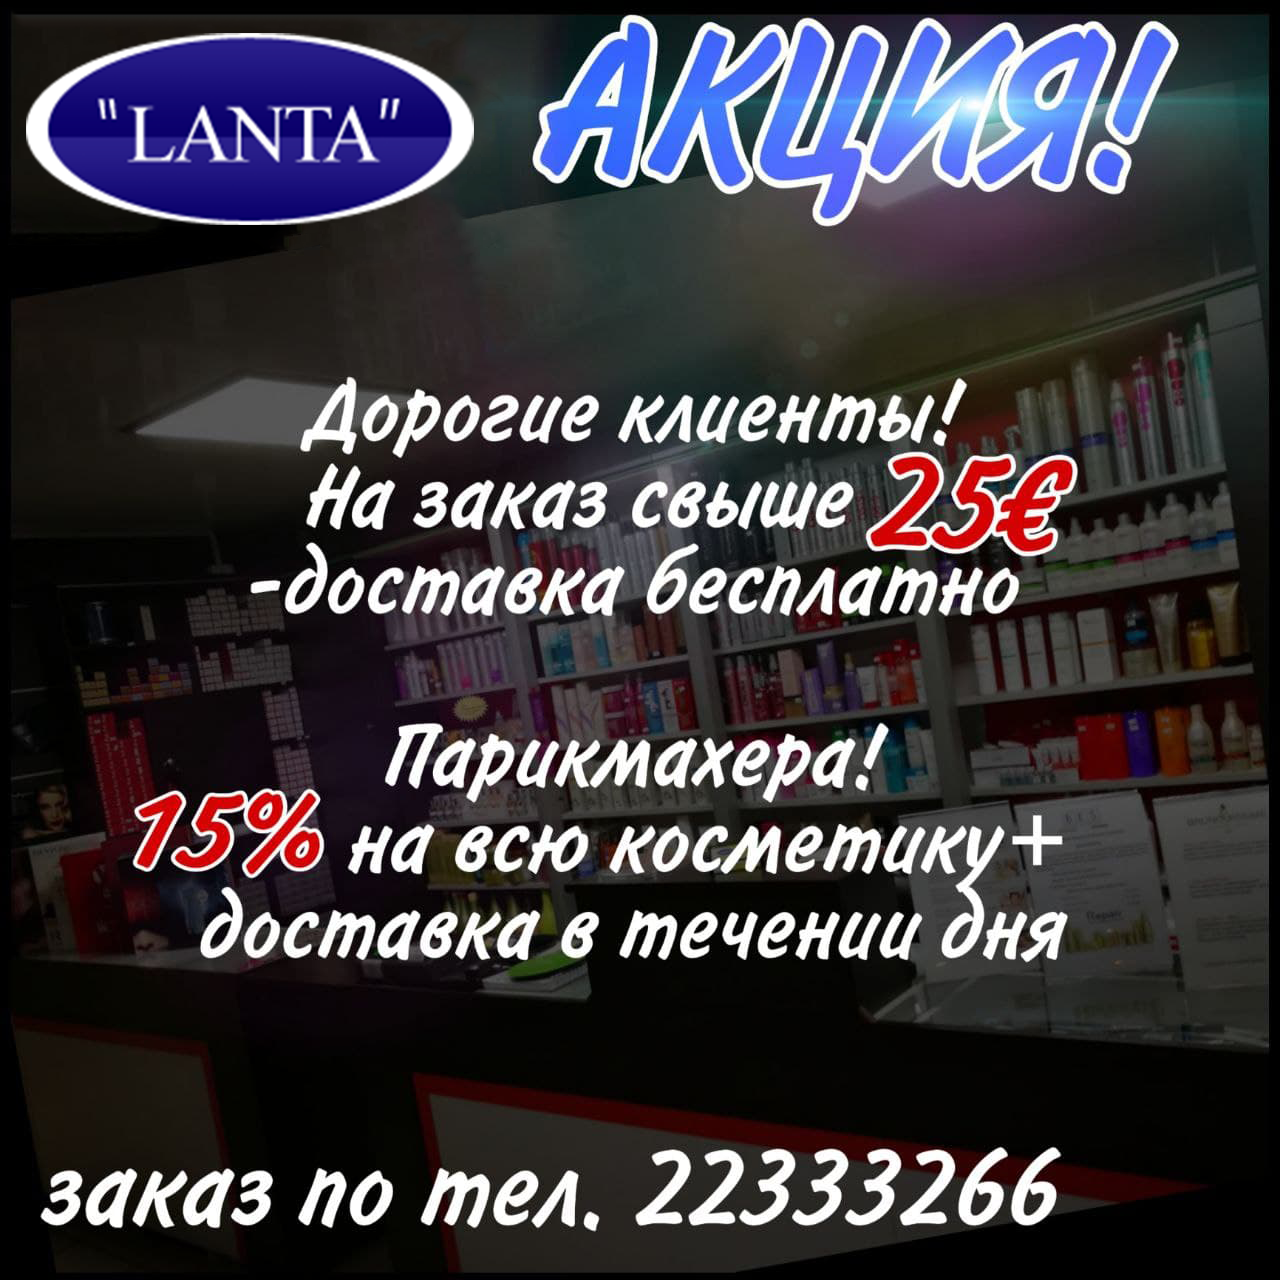 "LANTA"
АКЦИЯ!
Дорогие клиенты!
На заказ свыше 25€
-доставка бесплатно
Парикмахера!
15% на всю косметику+
доставка в течении дня
заказ по тел. 22333266